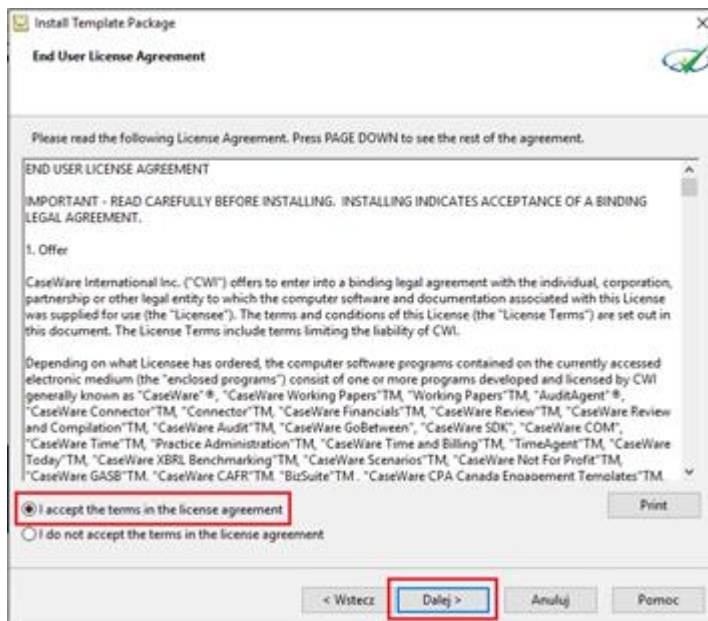 Install Template Package
End User License Agreement
Please read the following License Agreement. Press PAGE DOWN to see the rest of the agreement.
END USER LICENSE AGREEMENT
IMPORTANT - READ CAREFULLY BEFORE INSTALLING. INSTALLING INDICATES ACCEPTANCE OF A BINDING
LEGAL AGREEMENT.
1. Offer
CaseWare International Inc. ("CWI") offers to enter into a binding legal agreement with the individual, corporation,
partnership or other legal entity to which the computer software and documentation associated with this License
was supplied for use (the "Licensee"). The terms and conditions of this License (the "License Terms") are set out in
this document. The License Terms include terms limiting the liability of CWI.
Depending on what Licensee has ordered, the computer software programs contained on the currently accessed
electronic medium (the "enclosed programs") consist of one or more programs developed and licensed by CWI
generally known as "CaseWare"®, "CaseWare Working Papers"TM, "Working Papers"TM, "AuditAgent"®,
"CaseWare Connector"TM, "Connector"TM, "CaseWare Financials"TM, "CaseWare Review"TM, "CaseWare Review
and Compilation"TM, "CaseWare Audit"TM, "CaseWare GoBetween", "CaseWare SDK", "CaseWare COM",
"CaseWare Time"TM, "Practice Administration"TM, "CaseWare Time and Billing"TM, "TimeAgent"TM, "CaseWare
Today"TM, "CaseWare XBRL Benchmarking"TM, "CaseWare Scenarios"TM, "CaseWare Not For Profit"TM,
"CaseWare GASB"TM, "CaseWare CAFR"TM, "BizSuite"TM, "CaseWare CPA Canada Engagement Templates"TM,
I accept the terms in the license agreement
Print
I do not accept the terms in the license agreement
< Wstecz
Dalej >
Anuluj
Pomoc